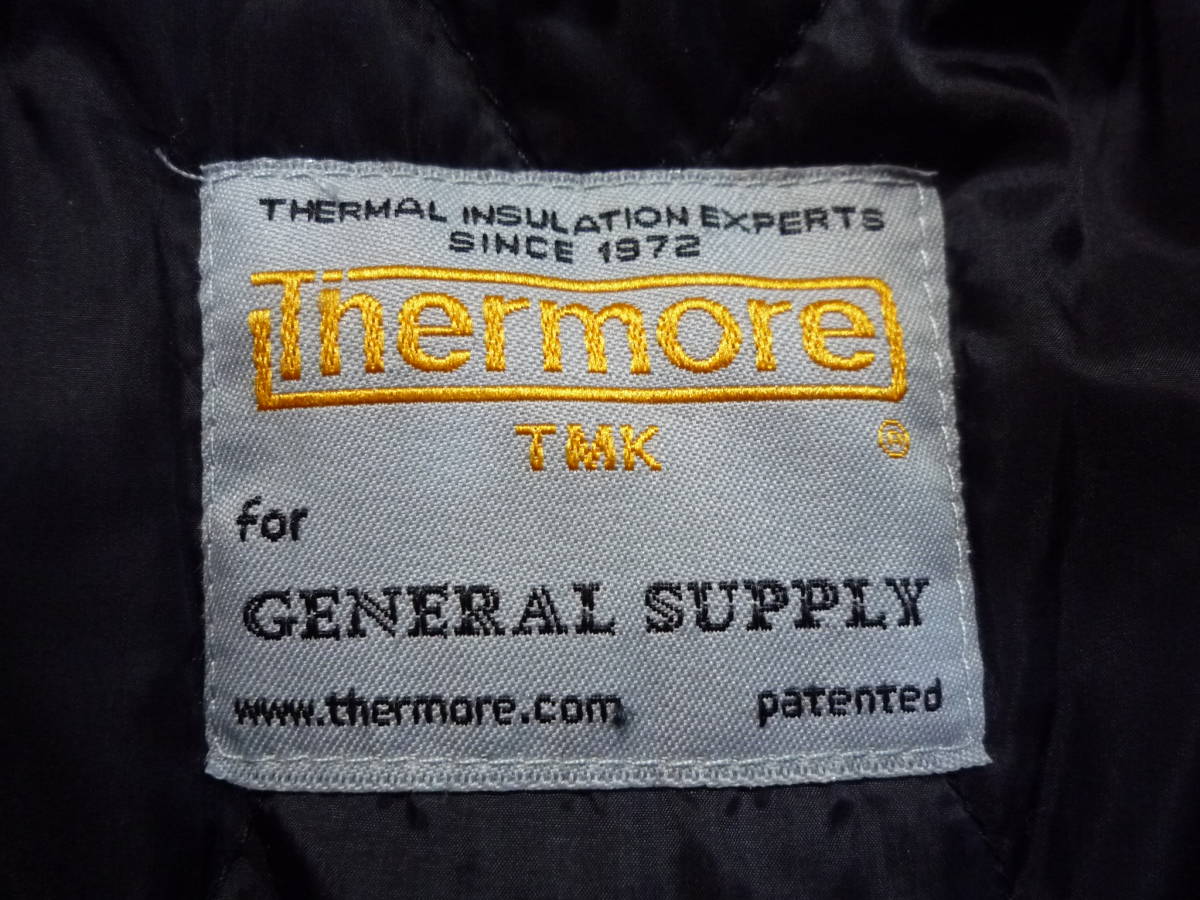 THERMAL INSULATION EXPERTS
SINCE 1972
Thermore
TMK ®
for
GENERAL SUPPLY
www.thermore.com patented